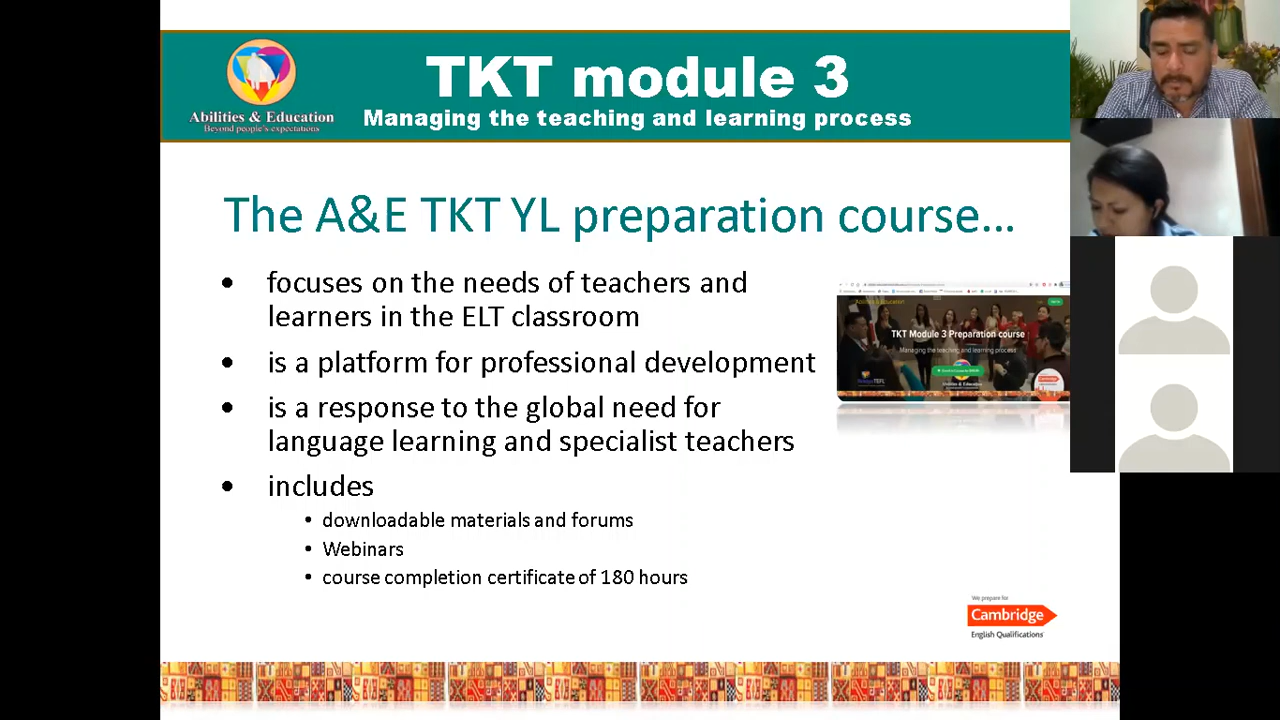 TKT module 3
Managing the teaching and learning process
Abilities & Education
Beyond people's expectations
The A&E TKT YL preparation course...
• focuses on the needs of teachers and
learners in the ELT classroom
• is a platform for professional development
• is a response to the global need for
language learning and specialist teachers
• includes
• downloadable materials and forums
• Webinars
• course completion certificate of 180 hours
TKT Module 3 Preparation course
Managing the teaching and learning process
Abilities & Education
We prepare for
Cambridge
English Qualifications